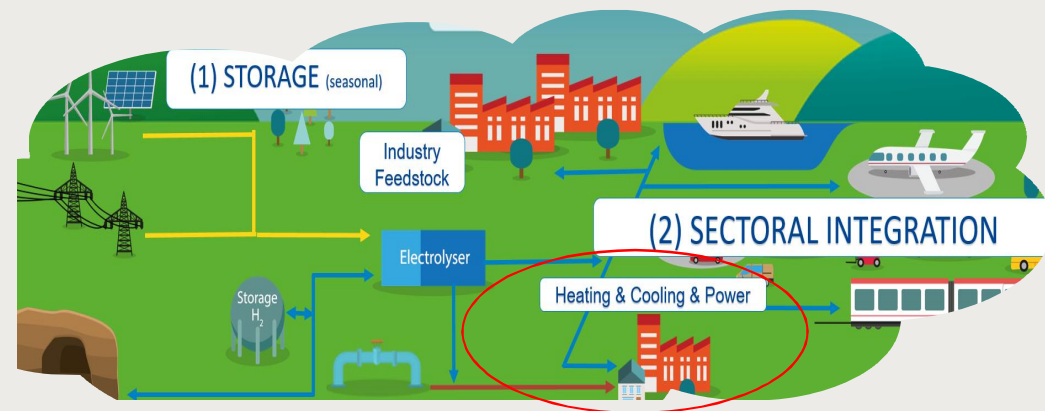 (1) STORAGE (seasonal)
Industry
Feedstock
(2) SECTORAL INTEGRATION
Electrolyser
Heating & Cooling & Power
Storage
H2